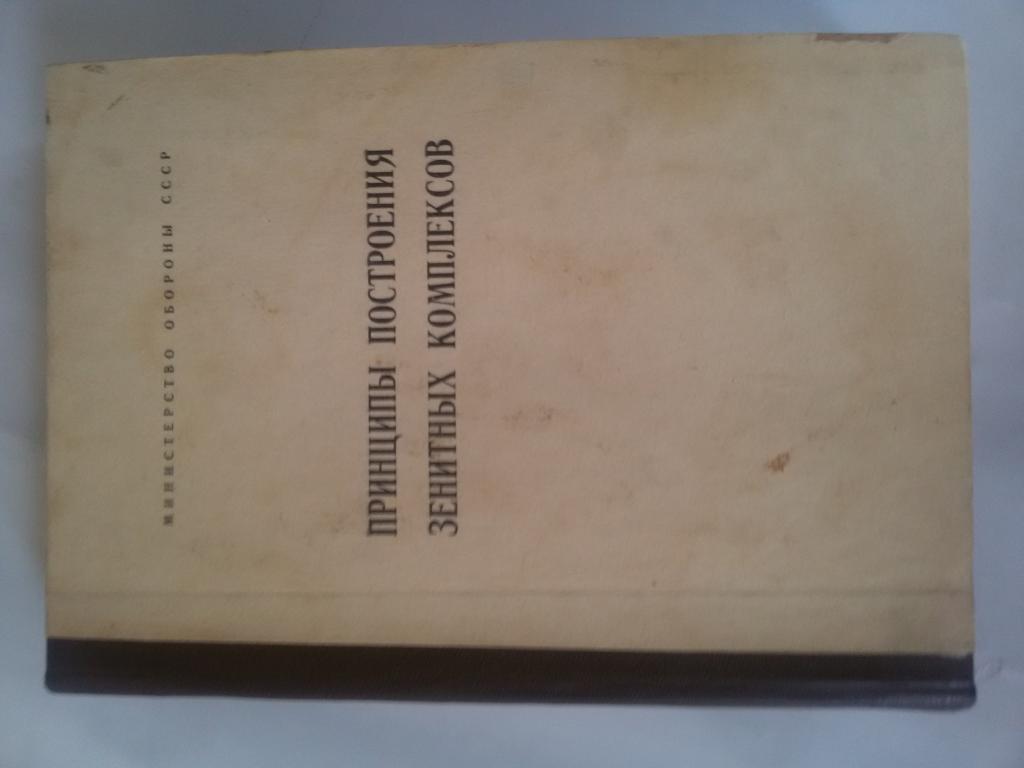 МИНИСТЕРСТВО ОБОРОНЫ СССР
ПРИНЦИПЫ ПОСТРОЕНИЯ
ЗЕНИТНЫХ КОМПЛЕКСОВ